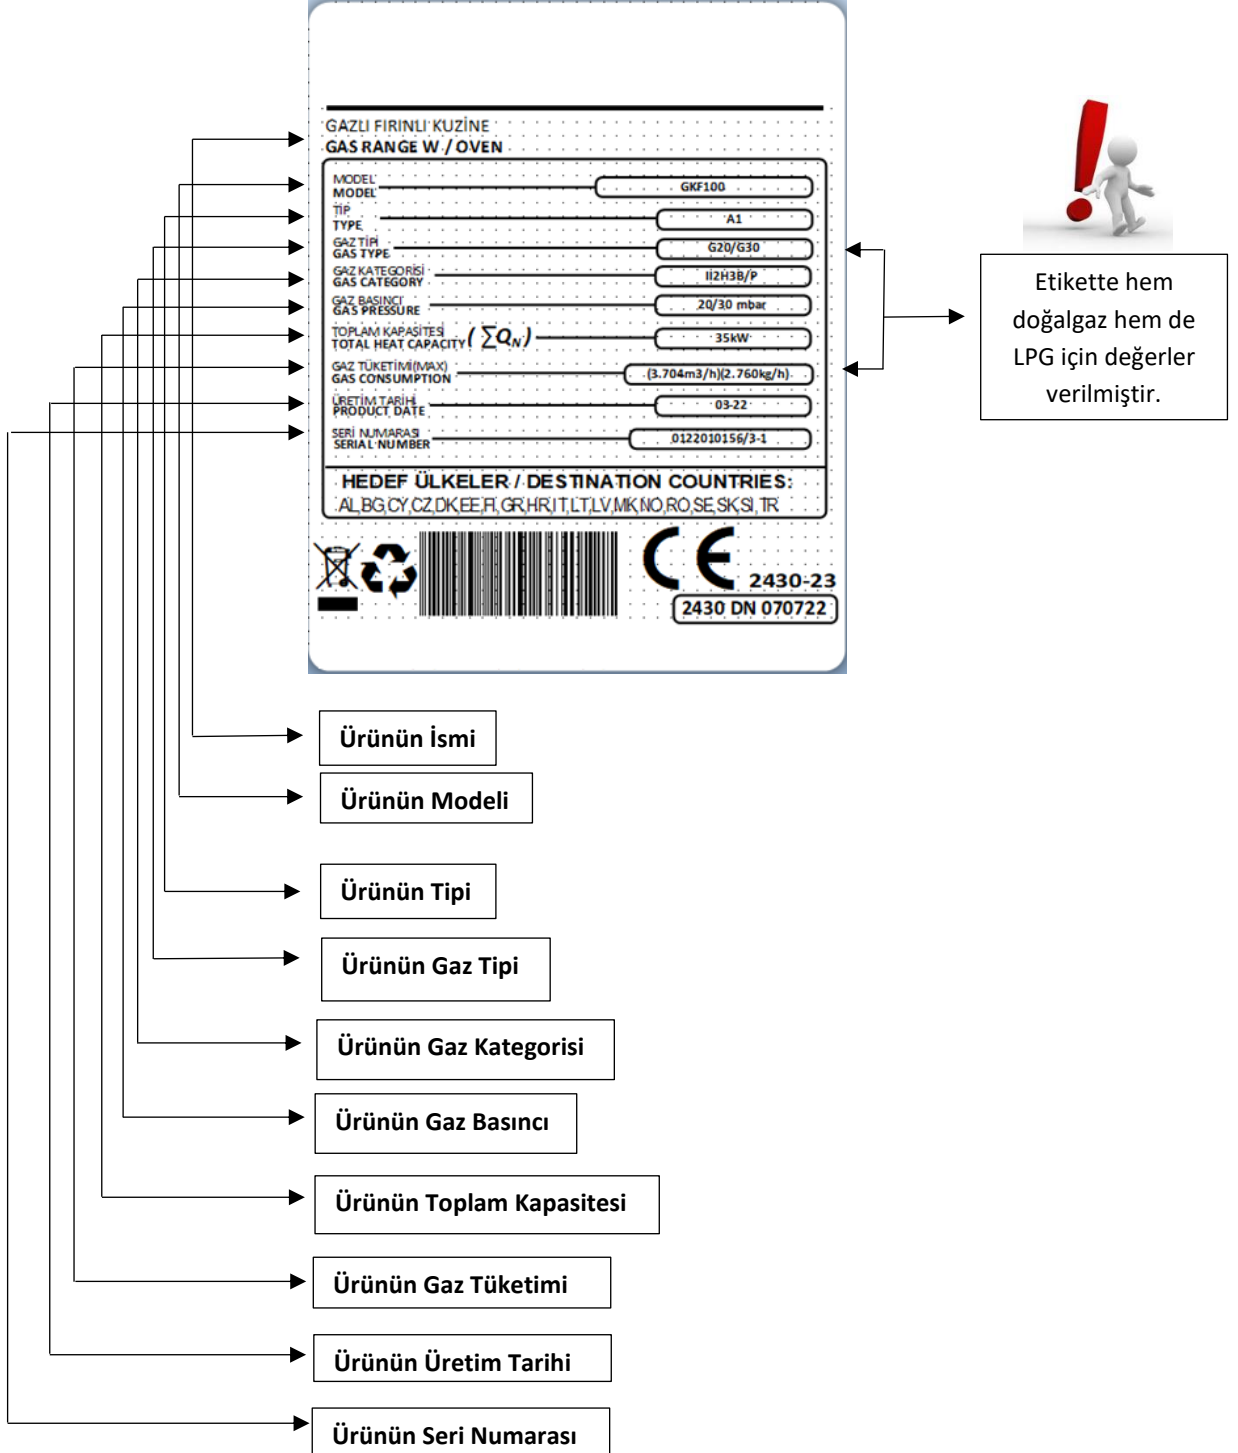 GAZLI FIRINLI KUZİNE
GAS RANGE W / OVEN
MODEL
MODEL
GKF100
TİP
TYPE
A1
GAZ TİPİ
GAS TYPE
G20/G30
GAZ KATEGORİSİ
GAS CATEGORY
II2H3B/P
GAZ BASINCI
GAS PRESSURE
20/30 mbar
TOPLAM KAPASİTESİ
TOTAL HEAT CAPACITY ( ∑QN)
35kW
GAZ TÜKETİMİ(MAX)
GAS CONSUMPTION
(3.704m3/h)(2.760kg/h)
ÜRETİM TARİHİ
PRODUCT DATE
03-22
SERİ NUMARASI
SERIAL NUMBER
0122010156/3-1
HEDEF ÜLKELER / DESTINATION COUNTRIES:
AL,BG,CY,CZ,DK,EE,FI,GR,HR,IT,LT,LV,MK,NO,RO,SE,SK,SI,TR
CE
2430-23
2430 DN 070722
Etikette hem
doğalgaz hem de
LPG için değerler
verilmiştir.
Ürünün İsmi
Ürünün Modeli
Ürünün Tipi
Ürünün Gaz Tipi
Ürünün Gaz Kategorisi
Ürünün Gaz Basıncı
Ürünün Toplam Kapasitesi
Ürünün Gaz Tüketimi
Ürünün Üretim Tarihi
Ürünün Seri Numarası